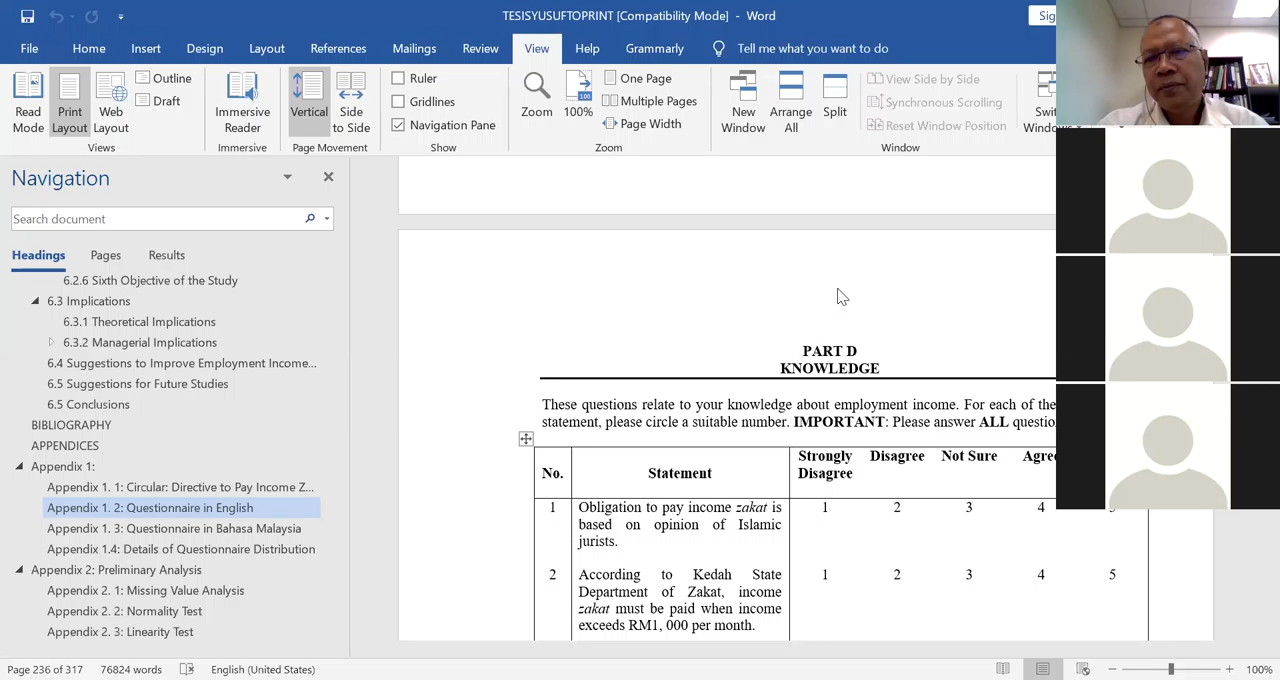 TESISYUSUFTOPRINT [Compatibility Mode] - Word
File Home Insert Design Layout References Mailings Review View Help Grammarly Tell me what you want to do
Read Mode
Print Layout
Web Layout
Outline
Draft
Views
Immersive Reader
Immersive
Vertical
Side to Side
Page Movement
Ruler
Gridlines
Navigation Pane
Show
Zoom
100%
One Page
Multiple Pages
Page Width
Zoom
New Window
Arrange All
Split
View Side by Side
Synchronous Scrolling
Reset Window Position
Window
Navigation
Search document
Headings Pages Results
6.2.6 Sixth Objective of the Study
6.3 Implications
6.3.1 Theoretical Implications
6.3.2 Managerial Implications
6.4 Suggestions to Improve Employment Income...
6.5 Suggestions for Future Studies
6.5 Conclusions
BIBLIOGRAPHY
APPENDICES
Appendix 1:
Appendix 1. 1: Circular: Directive to Pay Income Z...
Appendix 1. 2: Questionnaire in English
Appendix 1. 3: Questionnaire in Bahasa Malaysia
Appendix 1.4: Details of Questionnaire Distribution
Appendix 2: Preliminary Analysis
Appendix 2. 1: Missing Value Analysis
Appendix 2. 2: Normality Test
Appendix 2. 3: Linearity Test
PART D
KNOWLEDGE
These questions relate to your knowledge about employment income. For each of the
statement, please circle a suitable number. IMPORTANT: Please answer ALL
No. Statement Strongly Disagree Disagree Not Sure
1 Obligation to pay income zakat is 1 2 3 4
based on opinion of Islamic
jurists.
2 According to Kedah State 1 2 3 4 5
Department of Zakat, income
zakat must be paid when income
exceeds RM1, 000 per month.
Page 236 of 317 76824 words English (United States) 100%